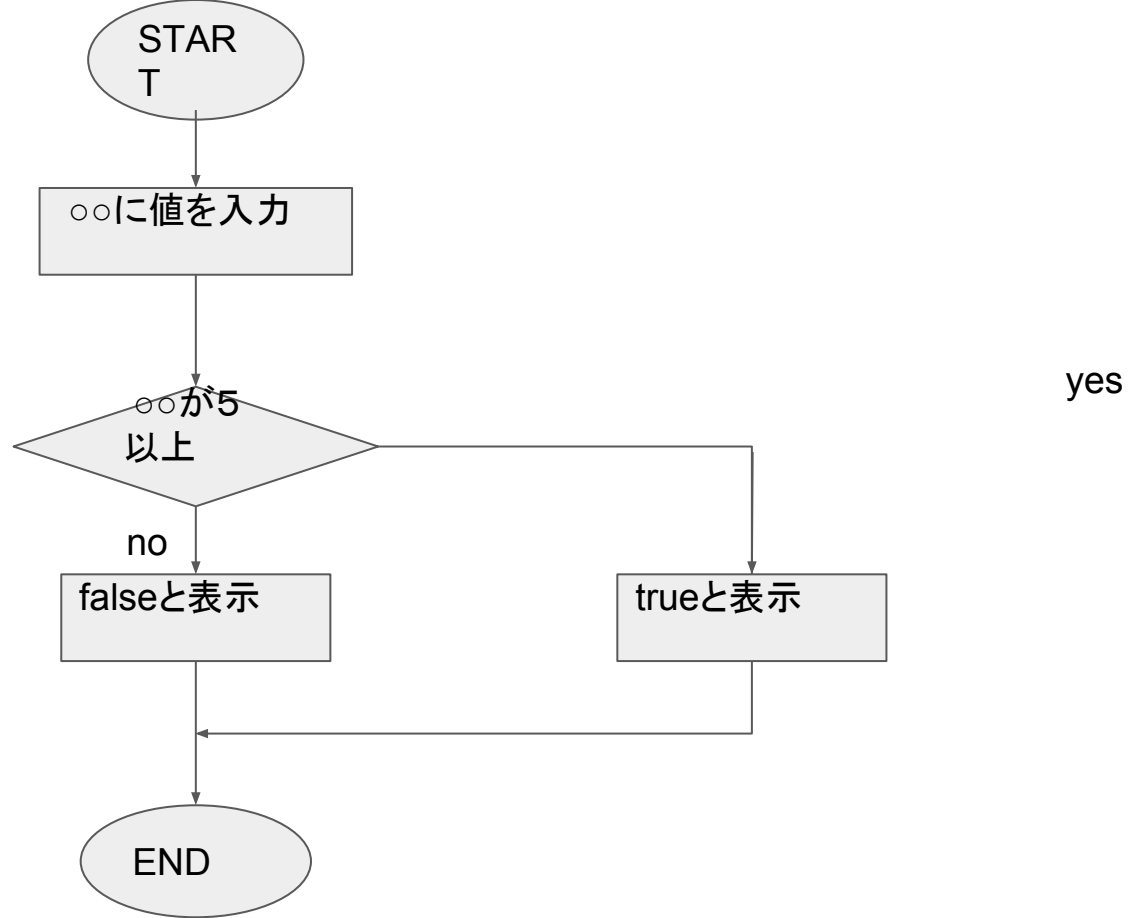 STAR
T
○○に値を入力
○○が5
以上
yes
no
falseと表示
trueと表示
END